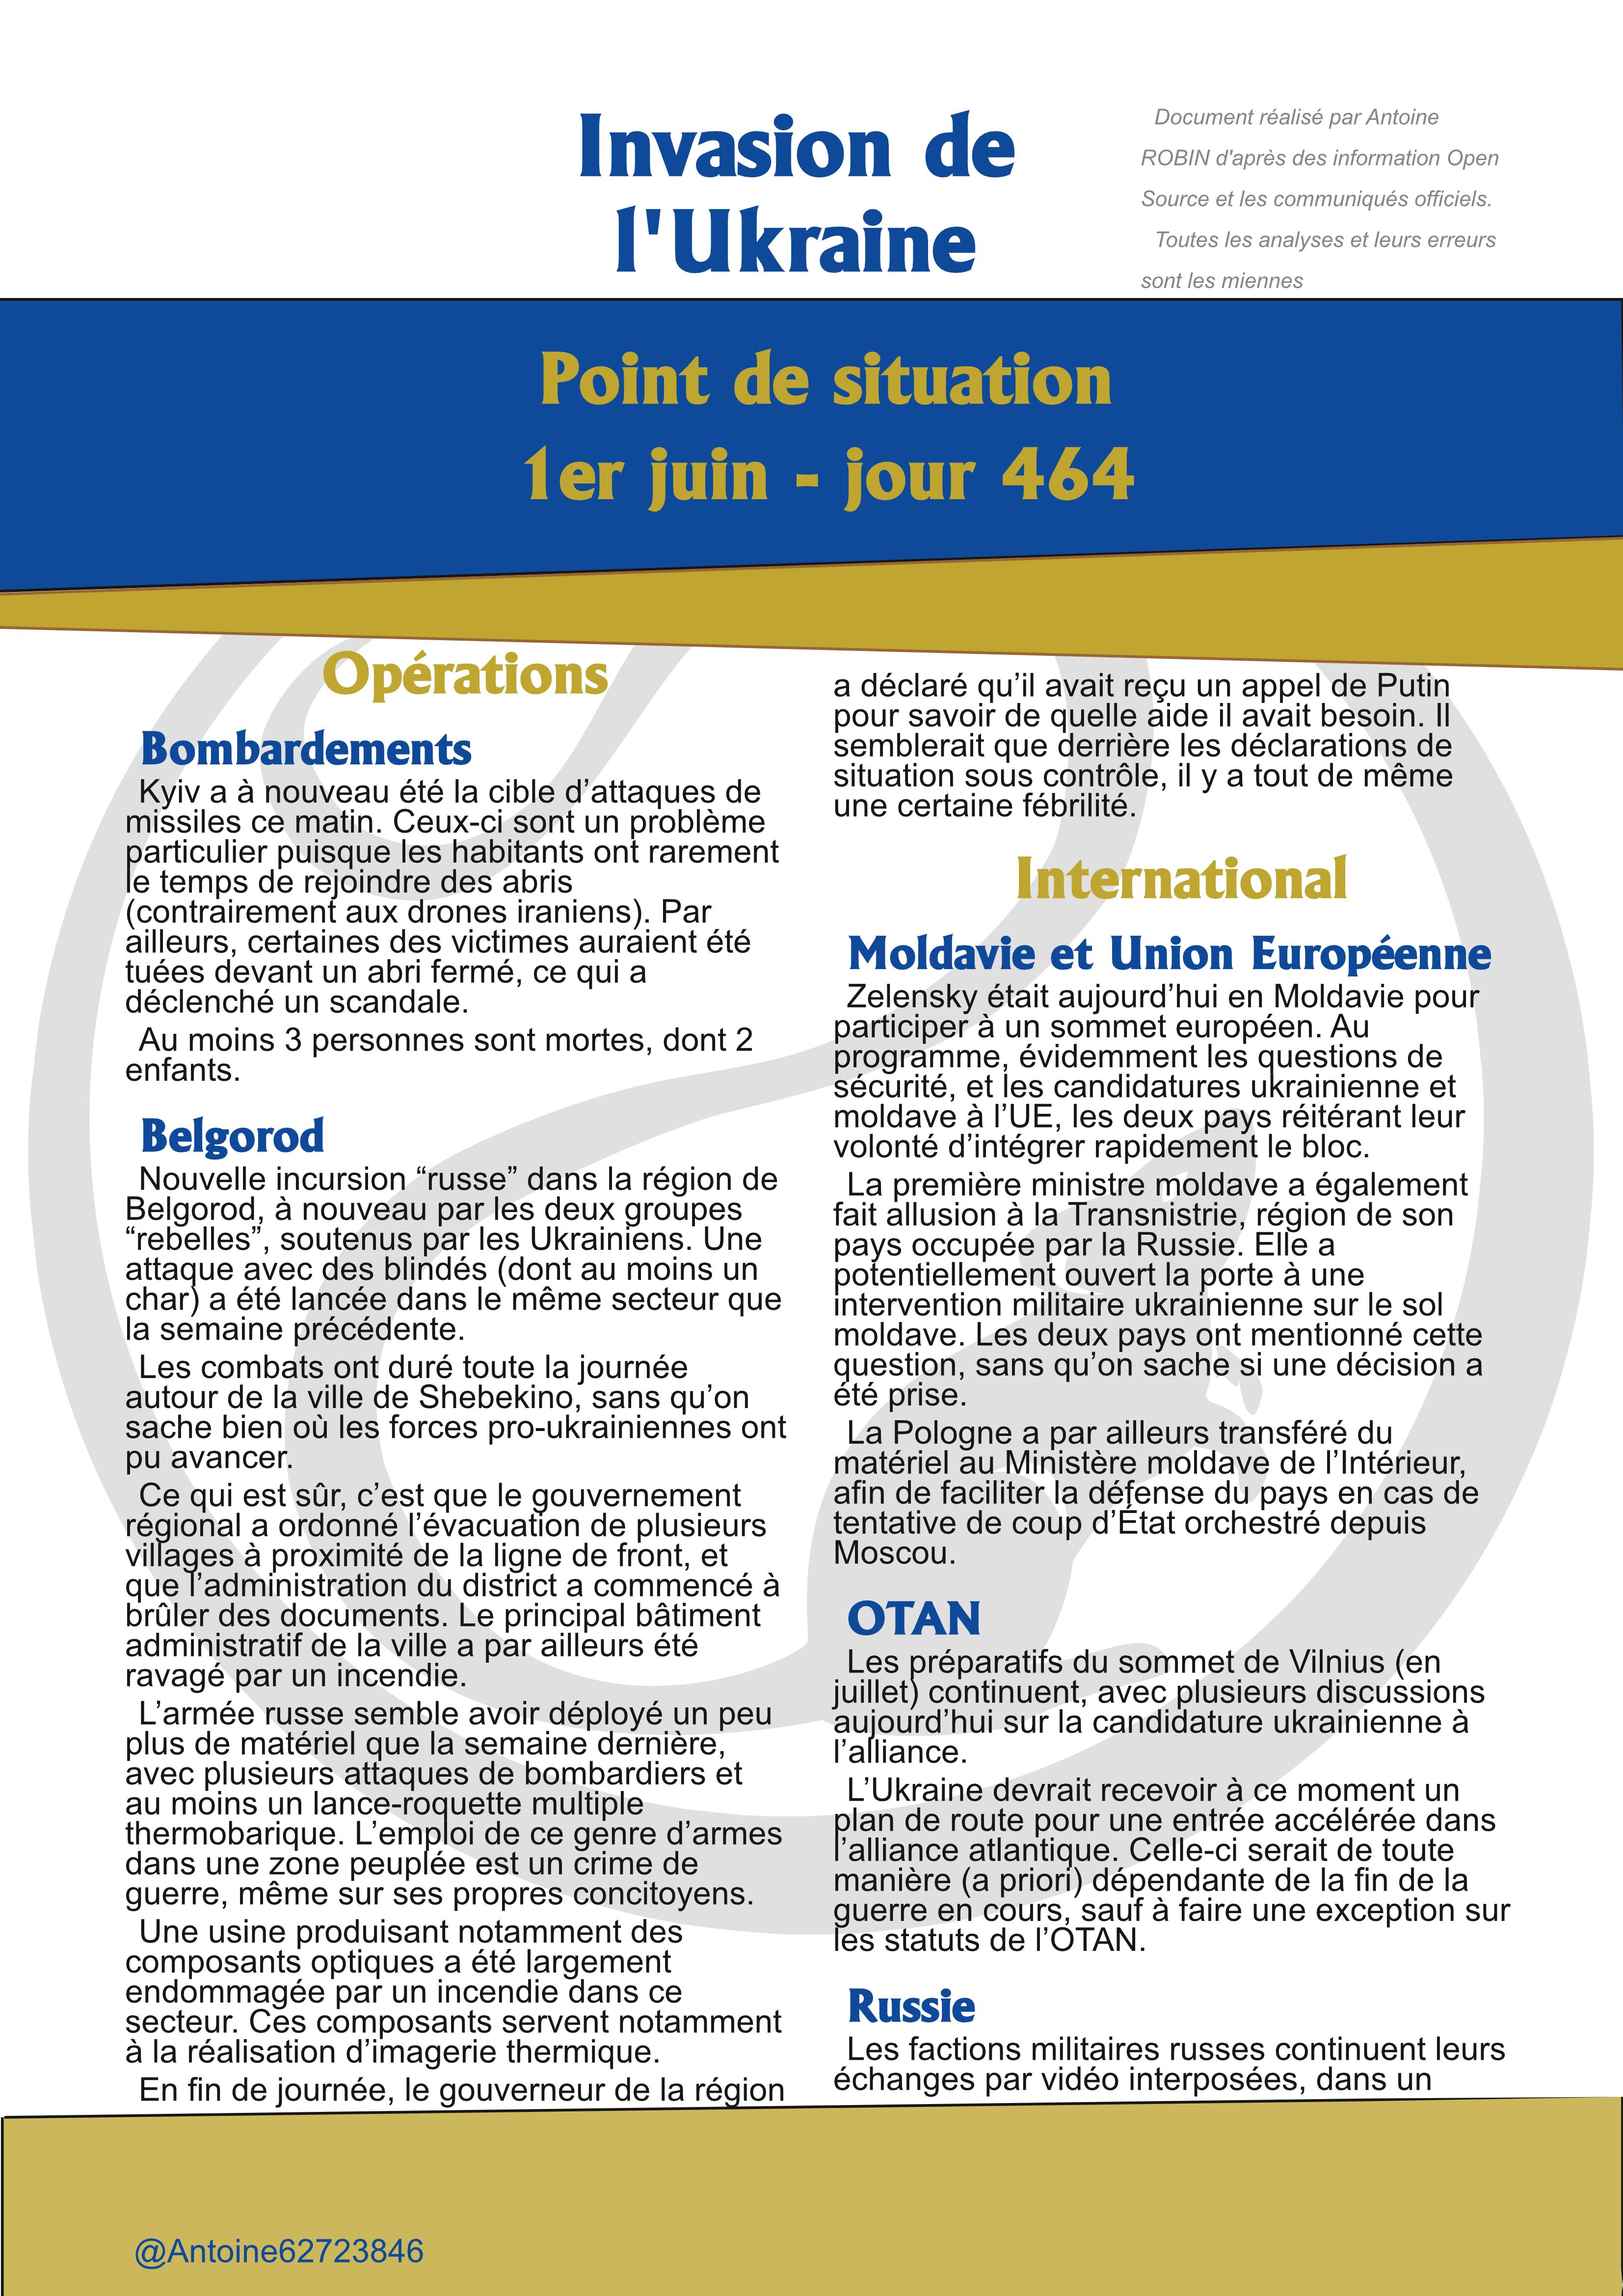 Invasion de
l'Ukraine
Document réalisé par Antoine
ROBIN d'après des information Open
Source et les communiqués officiels.
Toutes les analyses et leurs erreurs
sont les miennes
Point de situation
1er juin - jour 464
Opérations
Bombardements
Kyiv a à nouveau été la cible d’attaques de
missiles ce matin. Ceux-ci sont un problème
particulier puisque les habitants ont rarement
le temps de rejoindre des abris
(contrairement aux drones iraniens). Par
ailleurs, certaines des victimes auraient été
tuées devant un abri fermé, ce qui a
déclenché un scandale.
Au moins 3 personnes sont mortes, dont 2
enfants.
Belgorod
Nouvelle incursion “russe” dans la région de
Belgorod, à nouveau par les deux groupes
“rebelles”, soutenus par les Ukrainiens. Une
attaque avec des blindés (dont au moins un
char) a été lancée dans le même secteur que
la semaine précédente.
Les combats ont duré toute la journée
autour de la ville de Shebekino, sans qu’on
sache bien où les forces pro-ukrainiennes ont
pu avancer.
Ce qui est sûr, c’est que le gouvernement
régional a ordonné l’évacuation de plusieurs
villages à proximité de la ligne de front, et
que l’administration du district a commencé à
brûler des documents. Le principal bâtiment
administratif de la ville a par ailleurs été
ravagé par un incendie.
L’armée russe semble avoir déployé un peu
plus de matériel que la semaine dernière,
avec plusieurs attaques de bombardiers et
au moins un lance-roquette multiple
thermobarique. L’emploi de ce genre d’armes
dans une zone peuplée est un crime de
guerre, même sur ses propres concitoyens.
Une usine produisant notamment des
composants optiques a été largement
endommagée par un incendie dans ce
secteur. Ces composants servent notamment
à la réalisation d’imagerie thermique.
En fin de journée, le gouverneur de la région
a déclaré qu’il avait reçu un appel de Putin
pour savoir de quelle aide il avait besoin. Il
semblerait que derrière les déclarations de
situation sous contrôle, il y a tout de même
une certaine fébrilité.
International
Moldavie et Union Européenne
Zelensky était aujourd’hui en Moldavie pour
participer à un sommet européen. Au
programme, évidemment les questions de
sécurité, et les candidatures ukrainienne et
moldave à l’UE, les deux pays réitérant leur
volonté d’intégrer rapidement le bloc.
La première ministre moldave a également
fait allusion à la Transnistrie, région de son
pays occupée par la Russie. Elle a
potentiellement ouvert la porte à une
intervention militaire ukrainienne sur le sol
moldave. Les deux pays ont mentionné cette
question, sans qu’on sache si une décision a
été prise.
La Pologne a par ailleurs transféré du
matériel au Ministère moldave de l’Intérieur,
afin de faciliter la défense du pays en cas de
tentative de coup d’État orchestré depuis
Moscou.
OTAN
Les préparatifs du sommet de Vilnius (en
juillet) continuent, avec plusieurs discussions
aujourd’hui sur la candidature ukrainienne à
l’alliance.
L’Ukraine devrait recevoir à ce moment un
plan de route pour une entrée accélérée dans
l’alliance atlantique. Celle-ci serait de toute
manière (a priori) dépendante de la fin de la
guerre en cours, sauf à faire une exception sur
les statuts de l’OTAN.
Russie
Les factions militaires russes continuent leurs
échanges par vidéo interposées, dans un
@Antoine62723846